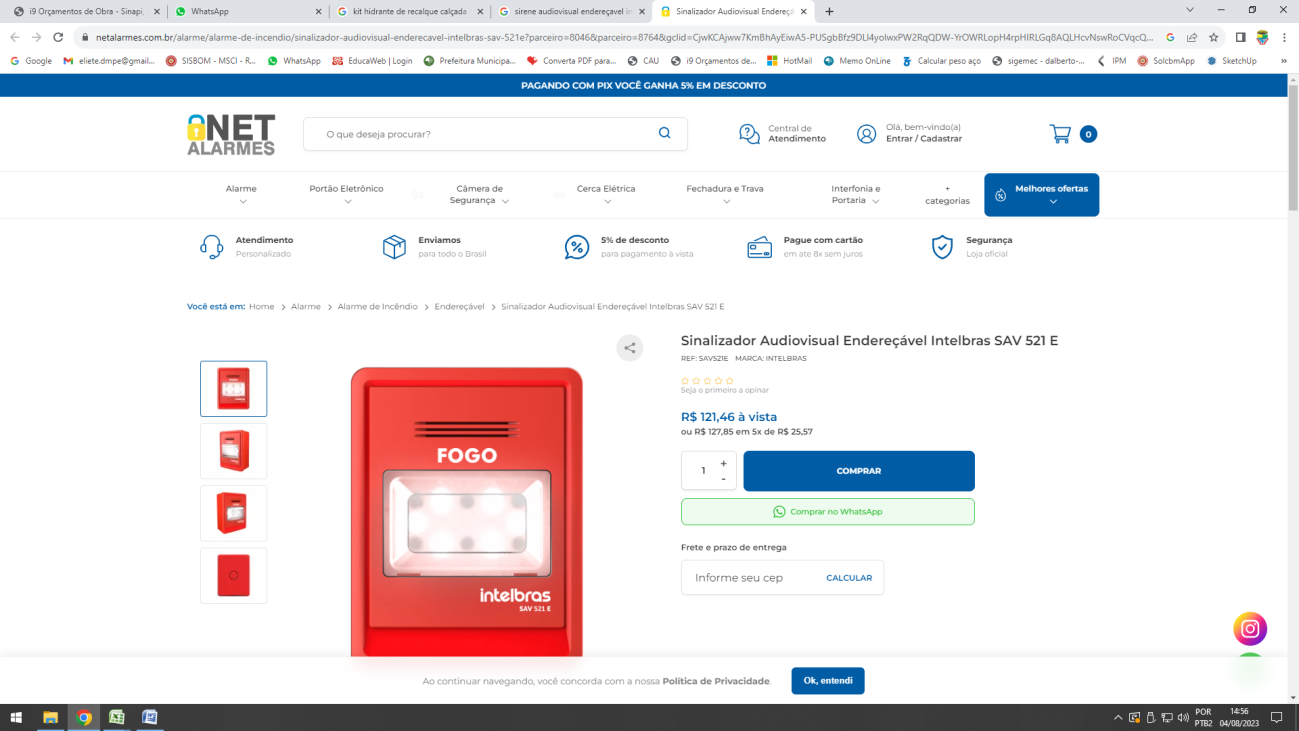 i9 Orçamentos de Obra - Sinapi,
WhatsApp
kit hidrante de recalque calçada
sirene audiovisual endereçavel in
Sinalizador Audiovisual Endereçá
netalarmes.com.br/alarme/alarme-de-incendio/sinalizador-audiovisual-enderecavel-intelbras-sav-521e?parceiro=8046&parceiro=8764&gclid=CjwKCAjww7KmBhAyEiwA5-PUSgbBfz9DLl4yoIwxPW2RqQDW-YrOWRLopH4rpHIRLGq8AQLHcvNswRoCVqcQ...
Google
eliete.dmpe@gmail...
SISBOM - MSCI - R...
WhatsApp
EducaWeb | Login
Prefeitura Municipa...
Converta PDF para...
CAU
i9 Orçamentos de...
HotMail
Memo OnLine
Calcular peso aço
sigemec - dalberto-...
IPM
SolcbmApp
SketchUp
»
PAGANDO COM PIX VOCÊ GANHA 5% EM DESCONTO
NET
ALARMES
O que deseja procurar?
Central de
Atendimento
Olá, bem-vindo(a)
Entrar / Cadastrar
0
Alarme
Portão Eletrônico
Câmera de
Segurança
Cerca Elétrica
Fechadura e Trava
Interfonia e
Portaria
+
categorias
Melhores ofertas
Atendimento
Personalizado
Enviamos
para todo o Brasil
5% de desconto
para pagamento à vista
Pague com cartão
em ate 8x sem juros
Segurança
Loja oficial
Você está em: Home > Alarme > Alarme de Incêndio > Endereçável > Sinalizador Audiovisual Endereçável Intelbras SAV 521 E
Sinalizador Audiovisual Endereçável Intelbras SAV 521 E
REF: SAV521E MARCA: INTELBRAS
Seja o primeiro a opinar
R$ 121,46 à vista
ou R$ 127,85 em 5x de R$ 25,57
1
+
-
COMPRAR
Comprar no WhatsApp
Frete e prazo de entrega
Informe seu cep
CALCULAR
FOGO
intelbras
SAV 521 E
Ao continuar navegando, você concorda com a nossa Política de Privacidade.
Ok, entendi
POR
PTB2
14:56
04/08/2023